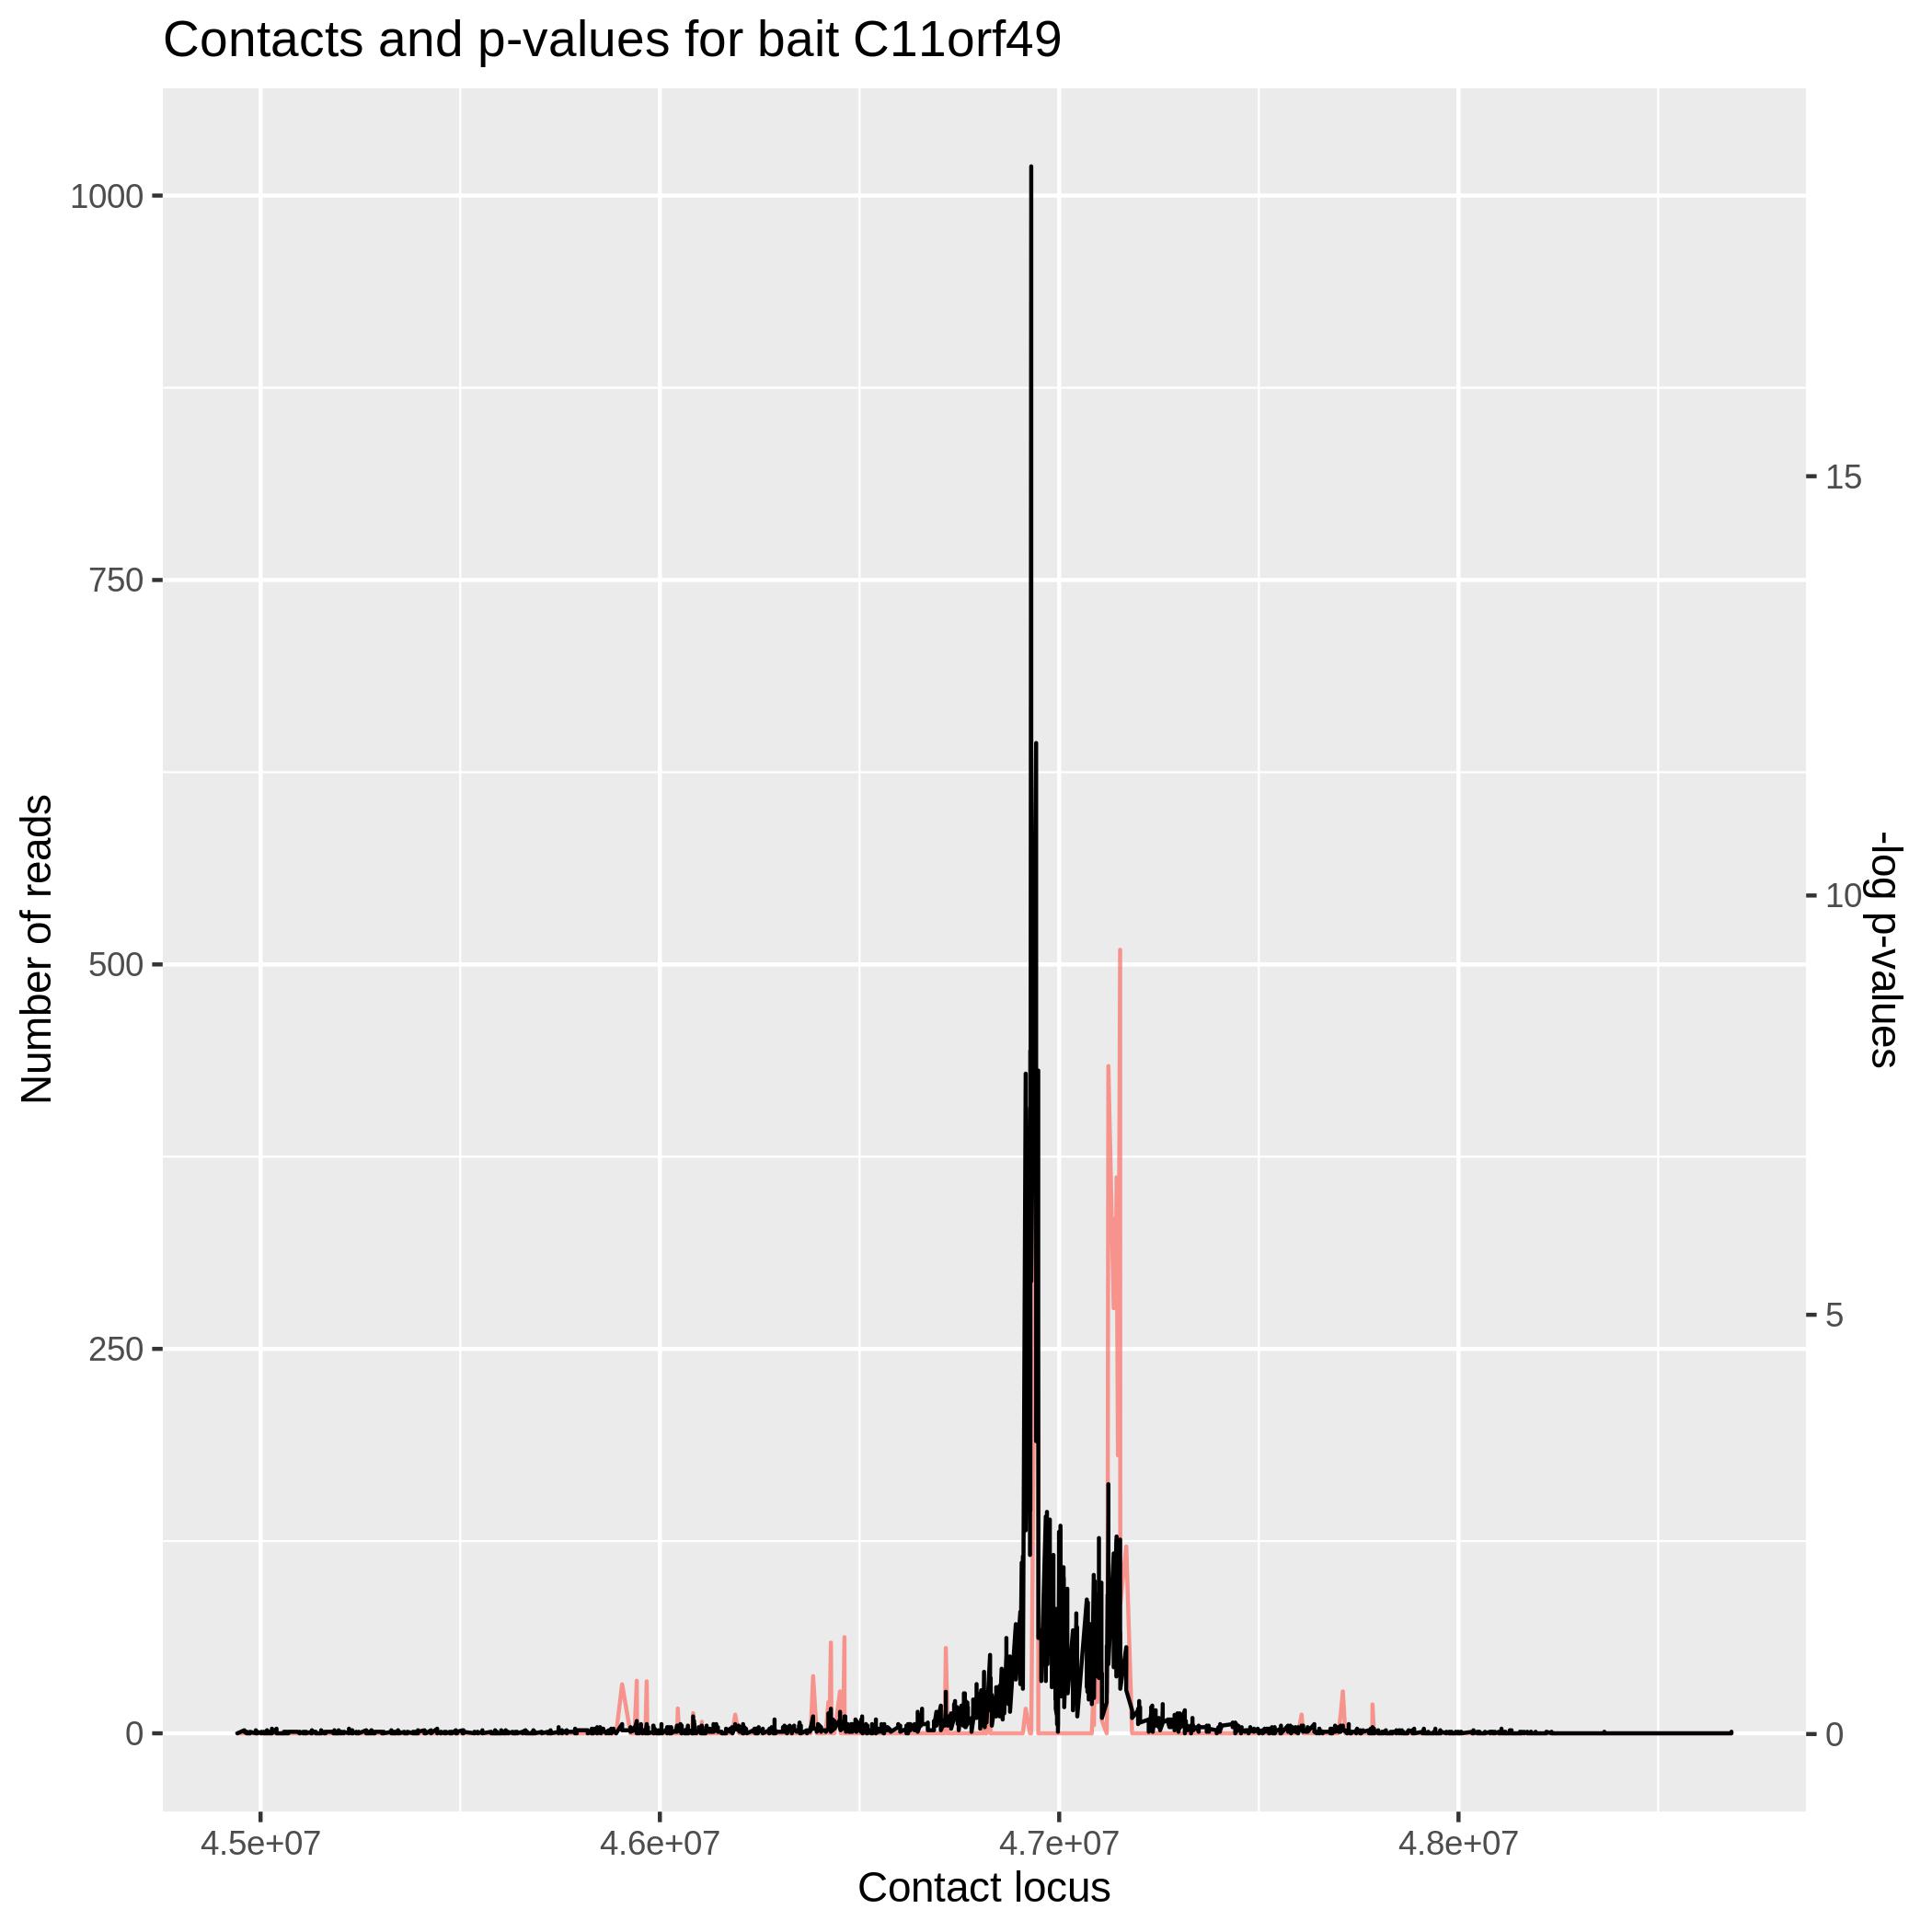 Contacts and p-values for bait C11orf49
1000
750
500
250
0
Number of reads
15
10
5
0
-log p-values
4.5e+07
4.6e+07
4.7e+07
4.8e+07
Contact locus